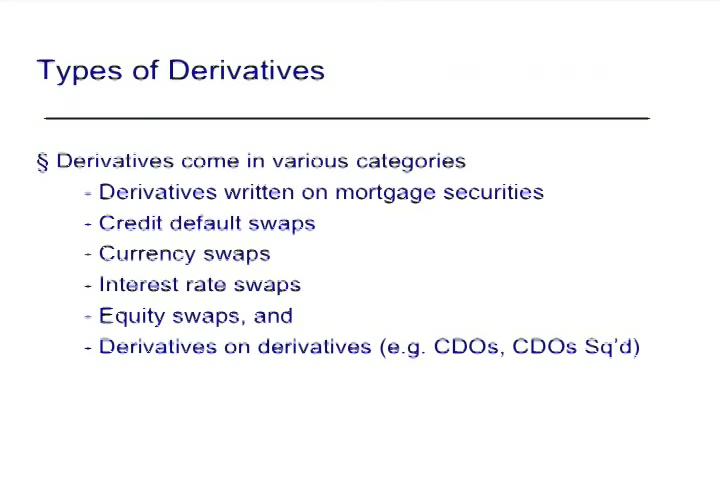 Types of Derivatives
§ Derivatives come in various categories
- Derivatives written on mortgage securities
- Credit default swaps
- Currency swaps
- Interest rate swaps
- Equity swaps, and
- Derivatives on derivatives (e.g. CDOs, CDOs Sq'd)